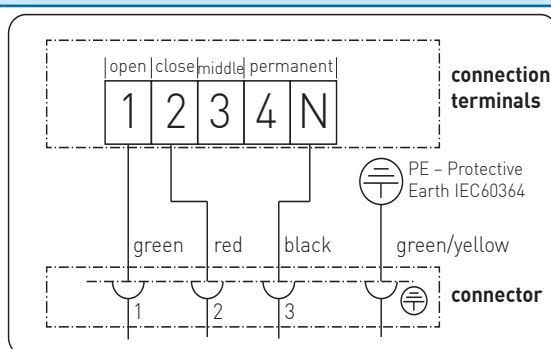 open close middle permanent
1 2 3 4 N
connection
terminals
PE – Protective
Earth IEC60364
green red black green/yellow
1 2 3
connector